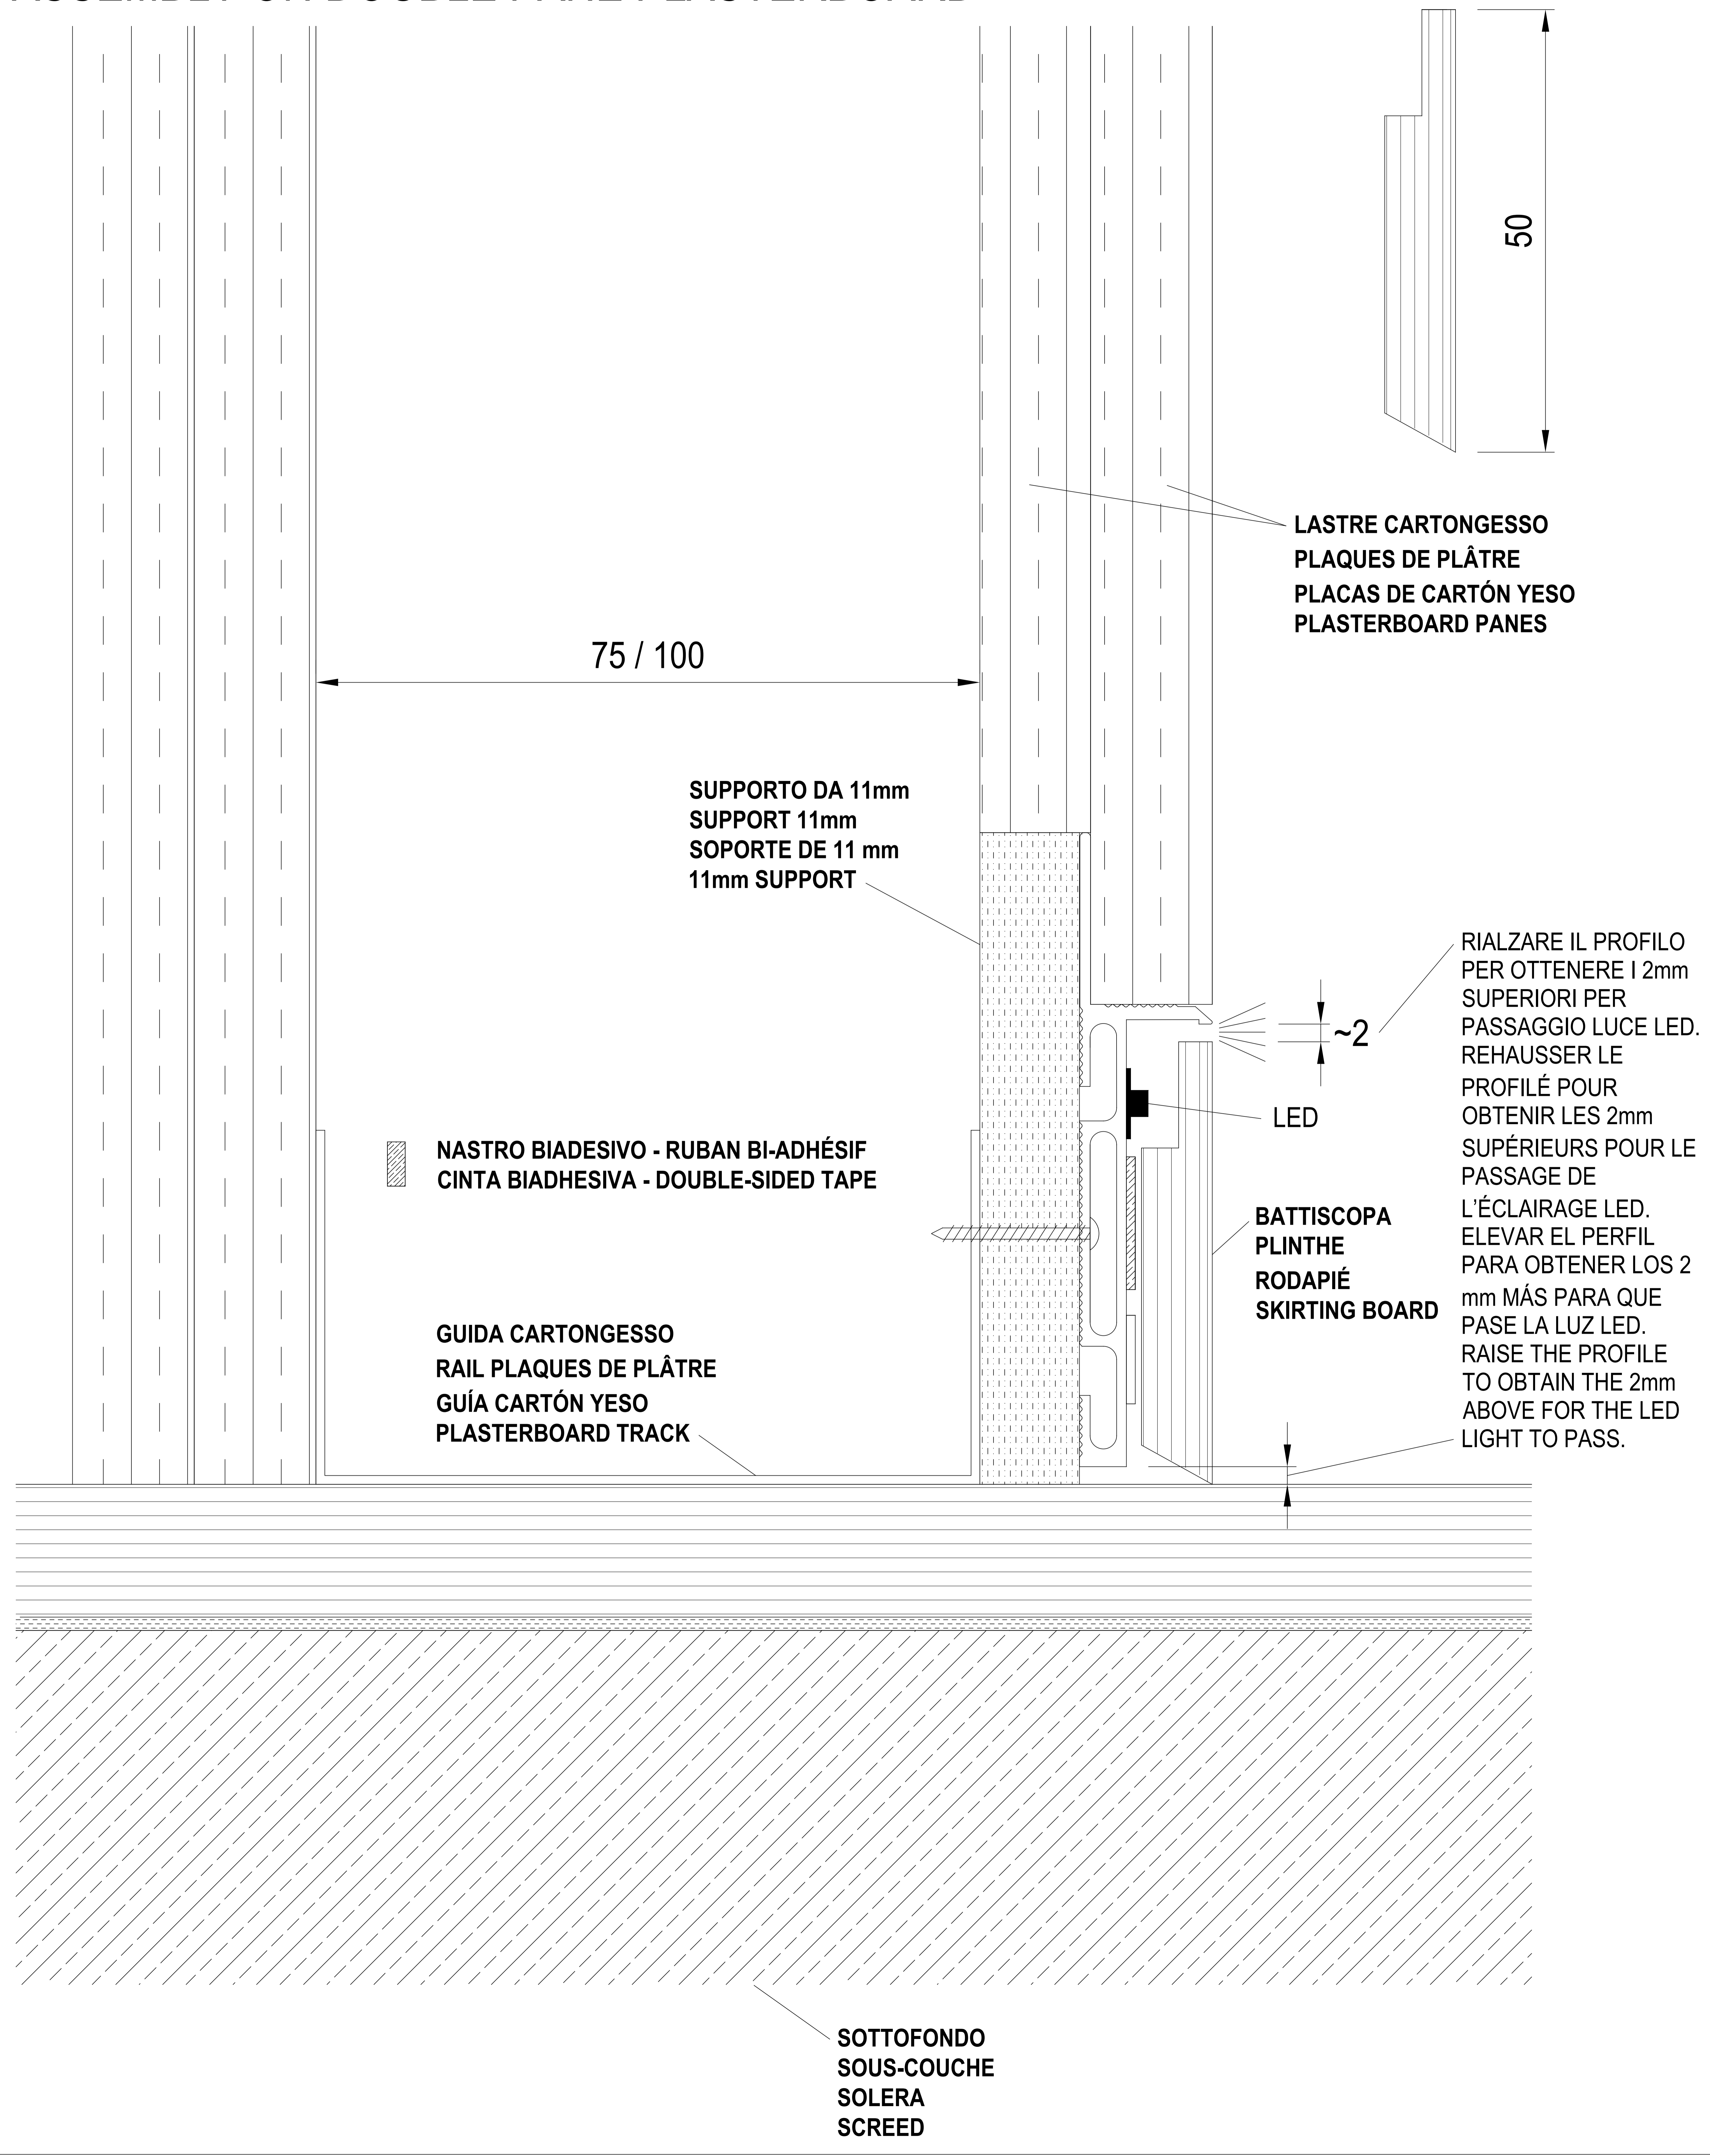 ASSEMBLY ON DOUBLE PANE PLASTERBOARD
50
LASTRE CARTONGESSO
PLAQUES DE PLÂTRE
PLACAS DE CARTÓN YESO
PLASTERBOARD PANES
75 / 100
SUPPORTO DA 11mm
SUPPORT 11mm
SOPORTE DE 11 mm
11mm SUPPORT
RIALZARE IL PROFILO
PER OTTENERE I 2mm
SUPERIORI PER
PASSAGGIO LUCE LED.
REHAUSSER LE
PROFILÉ POUR
OBTENIR LES 2mm
SUPÉRIEURS POUR LE
PASSAGE DE
L'ÉCLAIRAGE LED.
ELEVAR EL PERFIL
PARA OBTENER LOS 2
mm MÁS PARA QUE
PASE LA LUZ LED.
RAISE THE PROFILE
TO OBTAIN THE 2mm
ABOVE FOR THE LED
LIGHT TO PASS.
~2
LED
NASTRO BIADESIVO - RUBAN BI-ADHÉSIF
CINTA BIADHESIVA - DOUBLE-SIDED TAPE
BATTISCOPA
PLINTHE
RODAPIÉ
SKIRTING BOARD
GUIDA CARTONGESSO
RAIL PLAQUES DE PLÂTRE
GUÍA CARTÓN YESO
PLASTERBOARD TRACK
SOTTOFONDO
SOUS-COUCHE
SOLERA
SCREED